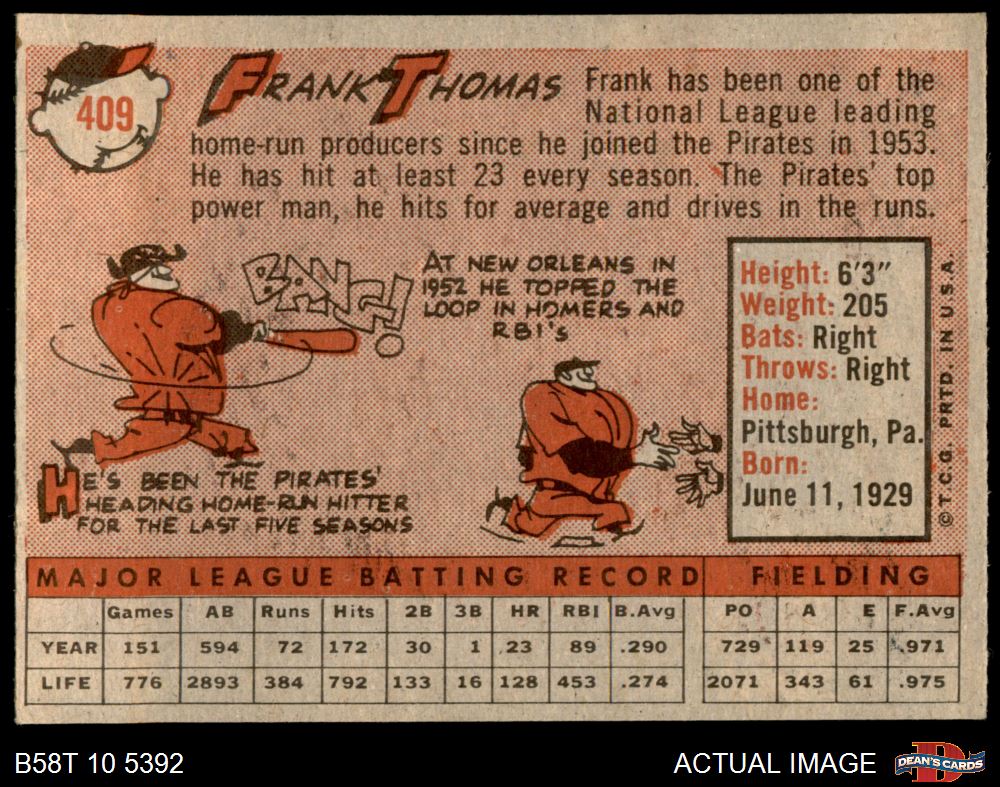 409
FRANK THOMAS
Frank has been one of the
National League leading
home-run producers since he joined the Pirates in 1953.
He has hit at least 23 every season. The Pirates' top
power man, he hits for average and drives in the runs.
BANG!
AT NEW ORLEANS IN
1952 HE TOPPED THE
LOOP IN HOMERS AND
RBI's
HE'S BEEN THE PIRATES'
HEADING HOME-RUN HITTER
FOR THE LAST FIVE SEASONS
Height: 6'3"
Weight: 205
Bats: Right
Throws: Right
Home:
Pittsburgh, Pa.
Born:
June 11, 1929
© T.C.G. PRTD. IN U.S.A.
MAJOR LEAGUE BATTING RECORD FIELDING
Games AB Runs Hits 2B 3B HR RBI B.Avg PO A E F.Avg
YEAR 151 594 72 172 30 1 23 89 .290 729 119 25 .971
LIFE 776 2893 384 792 133 16 128 453 .274 2071 343 61 .975
B58T 10 5392 ACTUAL IMAGE
DEAN'S CARDS